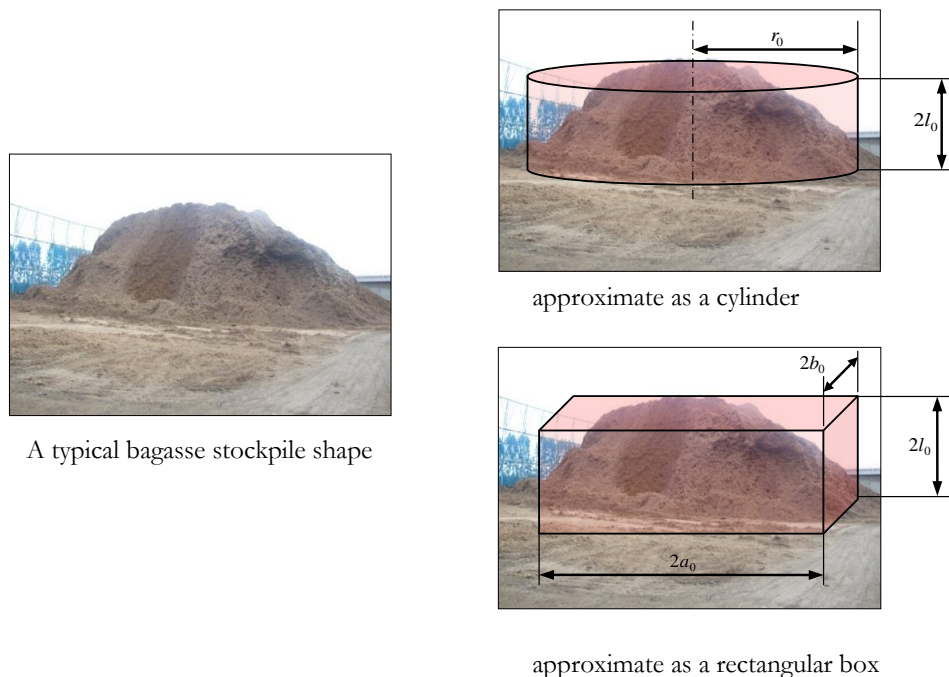 A typical bagasse stockpile shape
r₀
2l₀
approximate as a cylinder
2b₀
2l₀
2a₀
approximate as a rectangular box